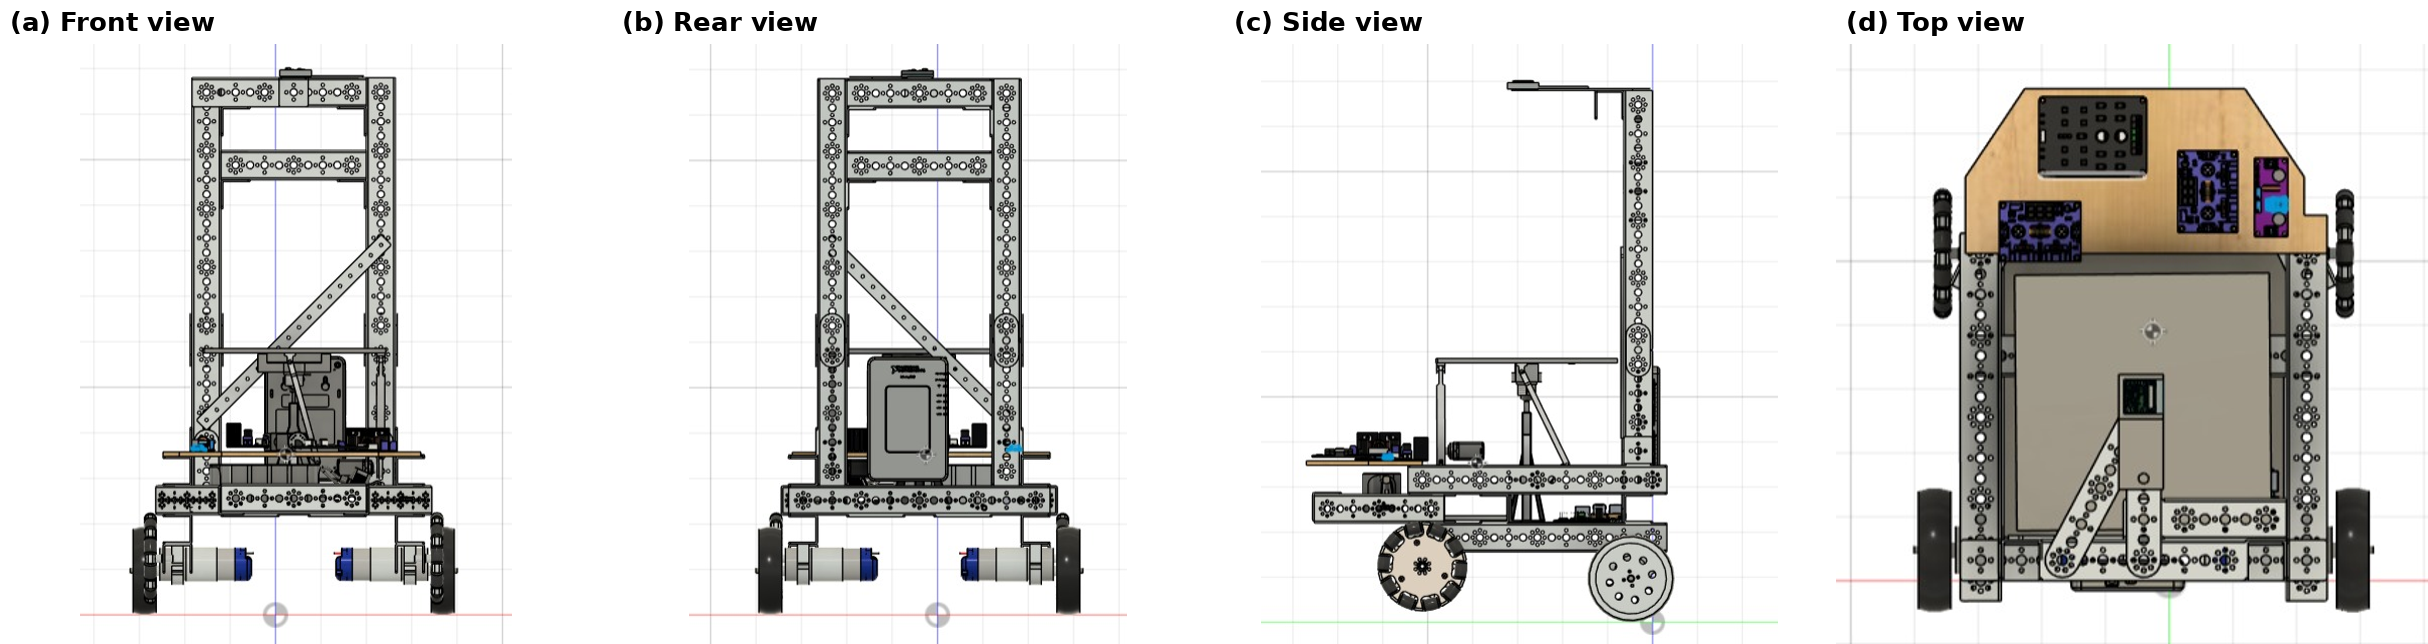 (a) Front view
(b) Rear view
(c) Side view
(d) Top view